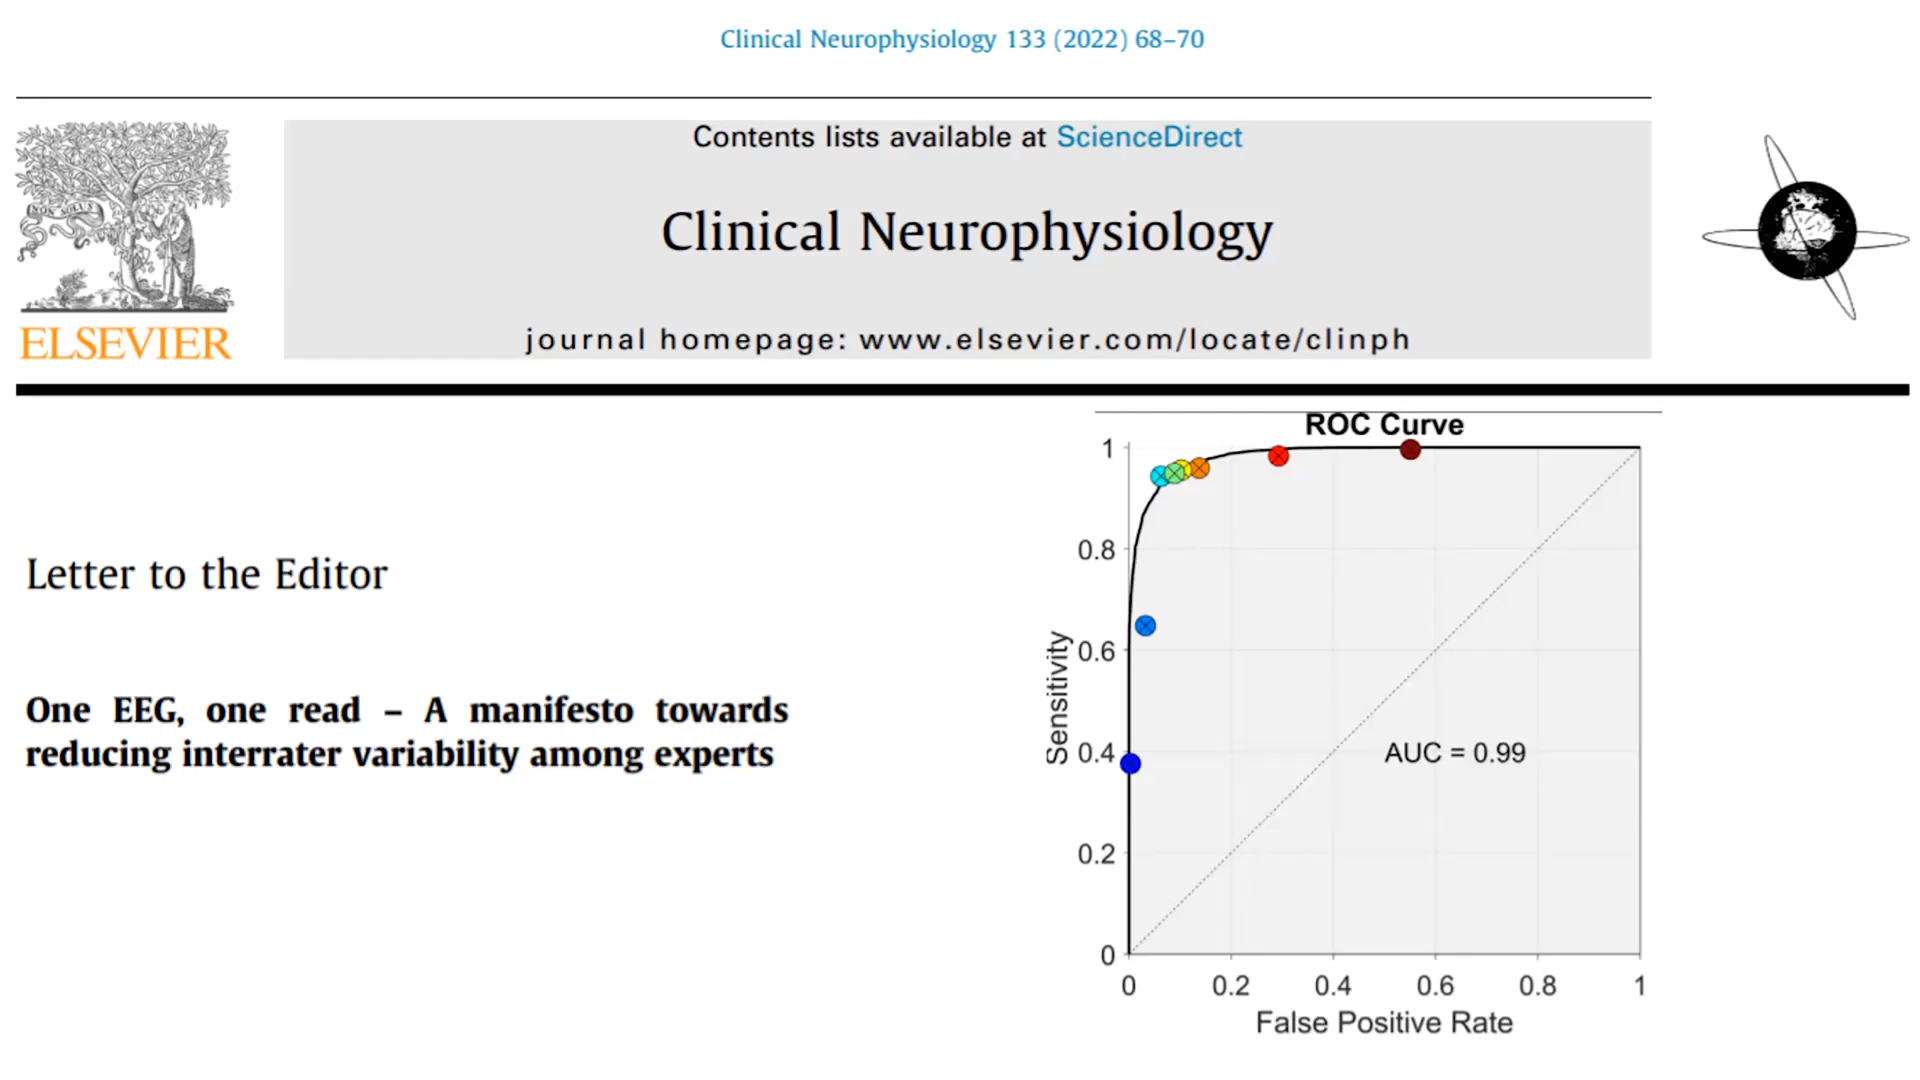 Clinical Neurophysiology 133 (2022) 68–70
Contents lists available at ScienceDirect
Clinical Neurophysiology
journal homepage: www.elsevier.com/locate/clinph
NON SOLUS
ELSEVIER
Letter to the Editor
One EEG, one read – A manifesto towards
reducing interrater variability among experts
ROC Curve
1
0.8
0.6
0.4
0.2
0
Sensitivity
AUC = 0.99
0 0.2 0.4 0.6 0.8 1
False Positive Rate